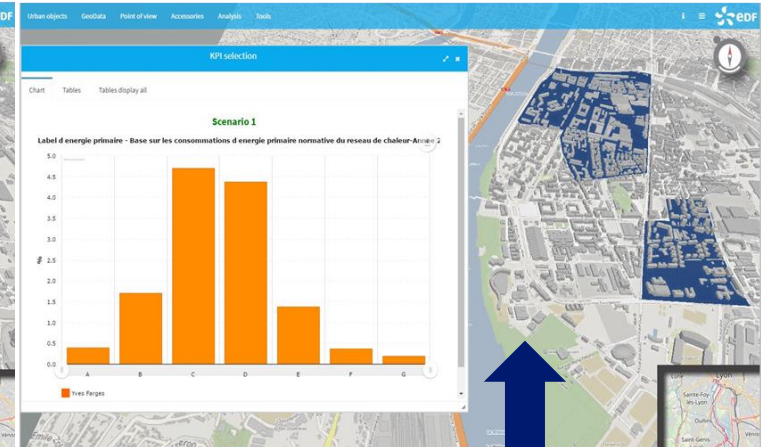 DF
Urban objects GeoData Point of view Accessories Analysis Tools
eDF
KPI selection
Chart Tables Tables display all
Scenario 1
Label d energie primaire - Base sur les consommations d energie primaire normative du reseau de chaleur-Annee 2
5.0
4.5
4.0
3.5
3.0
%
2.5
2.0
1.5
1.0
0.5
0.0
A B C D E F G
Yves Farges
Lyon
Sainte-Foy-
lès-Lyon
Oullins
Saint-Genis